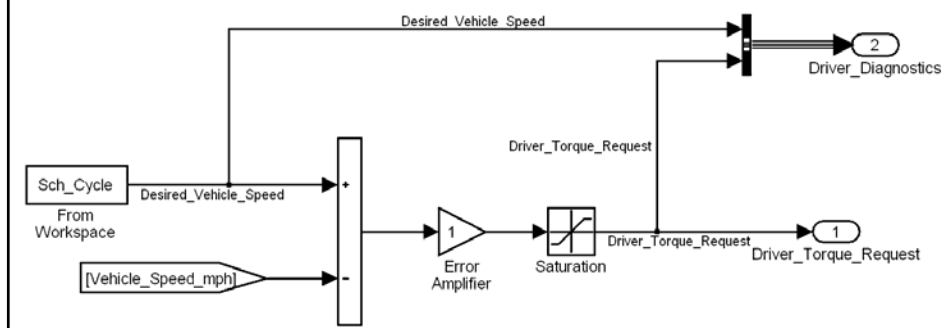 Desired_Vehicle_Speed
2
Driver_Diagnostics
Driver_Torque_Request
Sch_Cycle
Desired_Vehicle_Speed
+
From
Workspace
1
Error
Amplifier
Saturation
Driver_Torque_Request
1
Driver_Torque_Request
[Vehicle_Speed_mph]
-